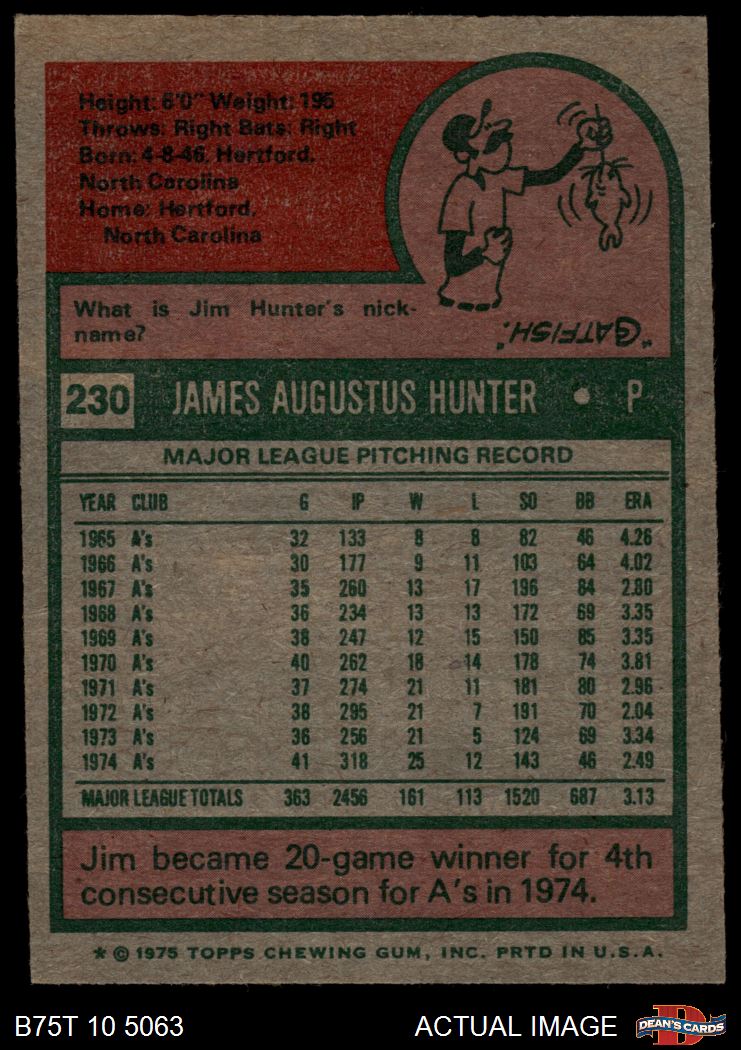 Height: 6'0" Weight: 195
Throws: Right Bats: Right
Born: 4-8-46, Hertford,
North Carolina
Home: Hertford,
North Carolina
What is Jim Hunter's nick-
name?
"CATFISH."
230 JAMES AUGUSTUS HUNTER • P
MAJOR LEAGUE PITCHING RECORD
YEAR CLUB G IP W L SO BB ERA
1965 A's 32 133 8 8 82 46 4.26
1966 A's 30 177 9 11 103 64 4.02
1967 A's 35 260 13 17 196 84 2.80
1968 A's 36 234 13 13 172 69 3.35
1969 A's 38 247 12 15 150 85 3.35
1970 A's 40 262 18 14 178 74 3.81
1971 A's 37 274 21 11 181 80 2.96
1972 A's 38 295 21 7 191 70 2.04
1973 A's 36 256 21 5 124 69 3.34
1974 A's 41 318 25 12 143 46 2.49
MAJOR LEAGUE TOTALS 363 2456 161 113 1520 687 3.13
Jim became 20-game winner for 4th
consecutive season for A's in 1974.
* © 1975 TOPPS CHEWING GUM, INC. PRTD IN U.S.A.
B75T 10 5063 ACTUAL IMAGE DEAN'S CARDS